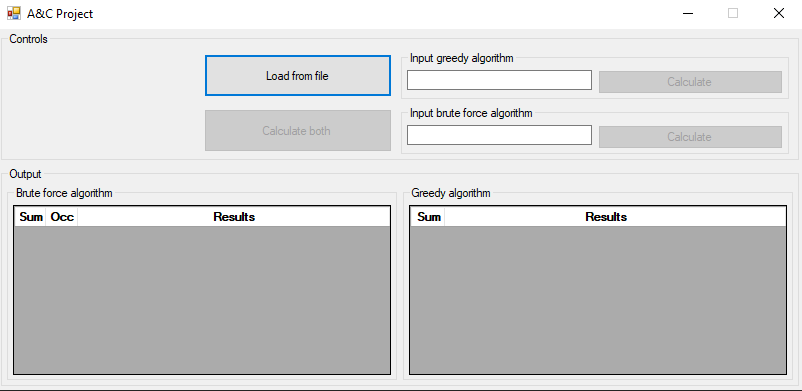 A&C Project
Controls
Load from file
Calculate both
Input greedy algorithm
Calculate
Input brute force algorithm
Calculate
Output
Brute force algorithm
Sum Occ Results
Greedy algorithm
Sum Results